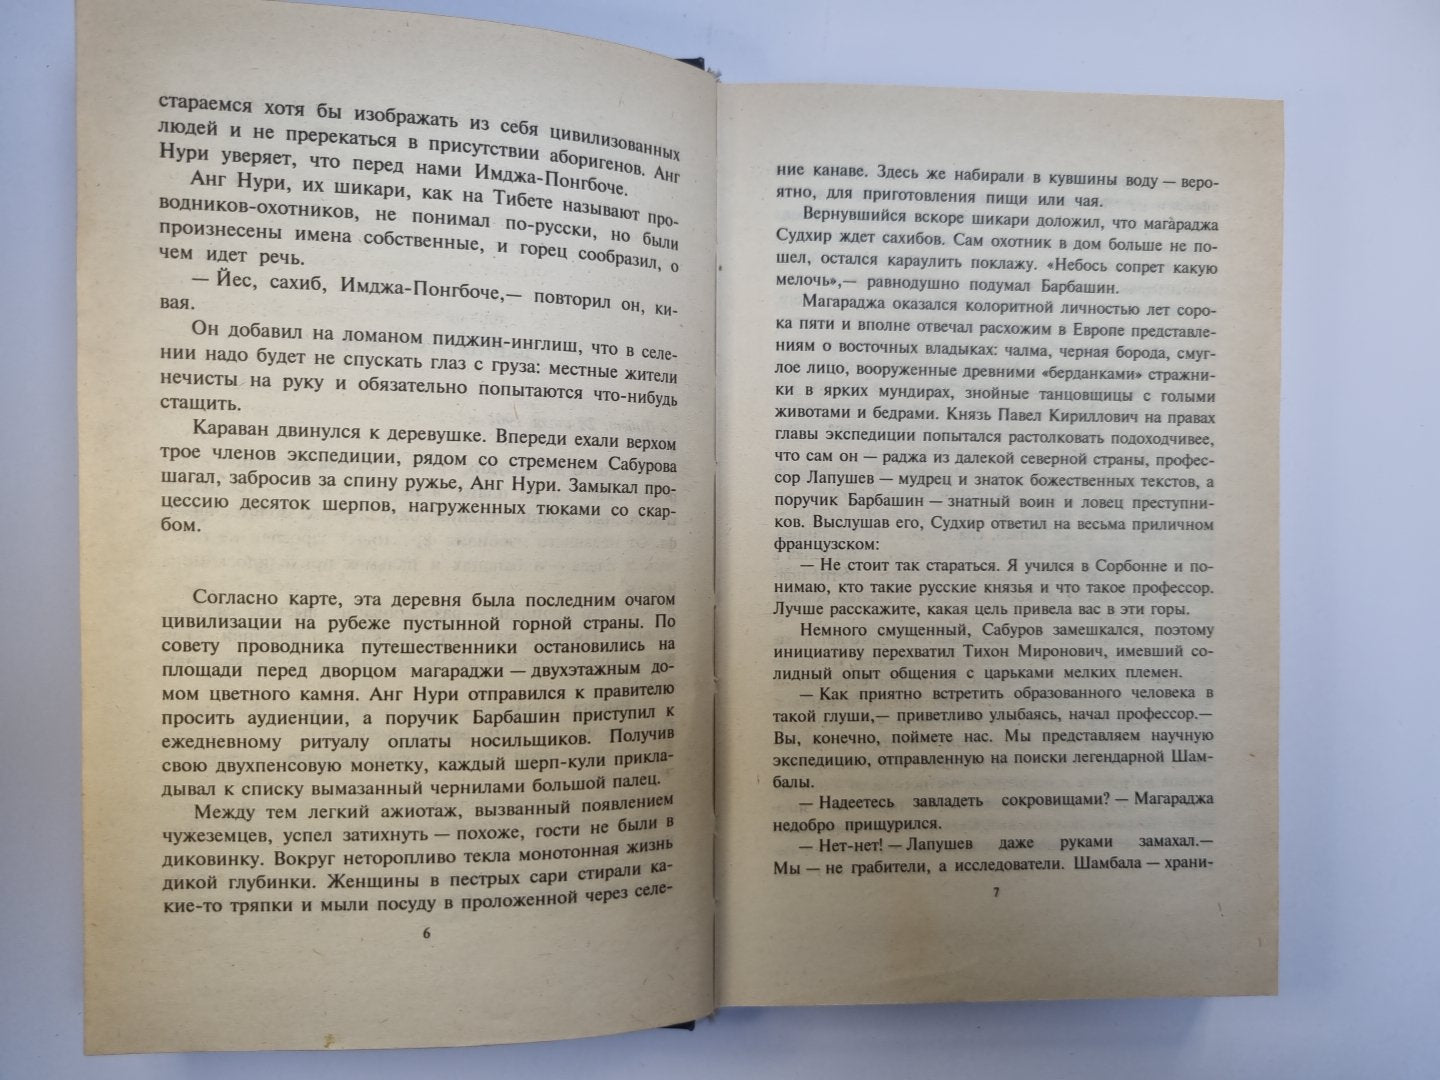 стараемся хотя бы изображать из себя цивилизованных
людей и не пререкаться в присутствии аборигенов. Анг
Нури уверяет, что перед нами Имджа-Понгбоче.
Анг Нури, их шикари, как на Тибете называют про-
водников-охотников, не понимал по-русски, но были
произнесены имена собственные, и горец сообразил, о
чем идет речь.
— Йес, сахиб, Имджа-Понгбоче,— повторил он, ки-
вая.
Он добавил на ломаном пиджин-инглиш, что в селе-
нии надо будет не спускать глаз с груза: местные жители
нечисты на руку и обязательно попытаются что-нибудь
стащить.
Караван двинулся к деревушке. Впереди ехали верхом
трое членов экспедиции, рядом со стременем Сабурова
шагал, забросив за спину ружье, Анг Нури. Замыкал про-
цессию десяток шерпов, нагруженных тюками со скар-
бом.
Согласно карте, эта деревня была последним очагом
цивилизации на рубеже пустынной горной страны. По
совету проводника путешественники остановились на
площади перед дворцом магараджи — двухэтажным до-
мом цветного камня. Анг Нури отправился к правителю
просить аудиенции, а поручик Барбашин приступил к
ежедневному ритуалу оплаты носильщиков. Получив
свою двухпенсовую монетку, каждый шерп-кули прикла-
дывал к списку вымазанный чернилами большой палец.
Между тем легкий ажиотаж, вызванный появлением
чужеземцев, успел затихнуть — похоже, гости не были в
диковинку. Вокруг неторопливо текла монотонная жизнь
дикой глубинки. Женщины в пестрых сари стирали ка-
кие-то тряпки и мыли посуду в проложенной через селе-
6
ние канаве. Здесь же набирали в кувшины воду — веро-
ятно, для приготовления пищи или чая.
Вернувшийся вскоре шикари доложил, что магараджа
Судхир ждет сахибов. Сам охотник в дом больше не по-
шел, остался караулить поклажу. «Небось сопрет какую
мелочь»,— равнодушно подумал Барбашин.
Магараджа оказался колоритной личностью лет соро-
ка пяти и вполне отвечал расхожим в Европе представле-
ниям о восточных владыках: чалма, черная борода, смуг-
лое лицо, вооруженные древними «берданками» стражни-
ки в ярких мундирах, знойные танцовщицы с голыми
животами и бедрами. Князь Павел Кириллович на правах
главы экспедиции попытался растолковать подоходчивее,
что сам он — раджа из далекой северной страны, профес-
сор Лапушев — мудрец и знаток божественных текстов, а
поручик Барбашин — знатный воин и ловец преступни-
ков. Выслушав его, Судхир ответил на весьма приличном
французском:
— Не стоит так стараться. Я учился в Сорбонне и по-
нимаю, кто такие русские князья и что такое профессор.
Лучше расскажите, какая цель привела вас в эти горы.
Немного смущенный, Сабуров замешкался, поэтому
инициативу перехватил Тихон Миронович, имевший со-
лидный опыт общения с царьками мелких племен.
— Как приятно встретить образованного человека в
такой глуши,— приветливо улыбаясь, начал профессор.—
Вы, конечно, поймете нас. Мы представляем научную
экспедицию, отправленную на поиски легендарной Шам-
балы.
— Надеетесь завладеть сокровищами? — Магараджа
недобро прищурился.
— Нет-нет! — Лапушев даже руками замахал.—
Мы — не грабители, а исследователи. Шамбала — храни-
7